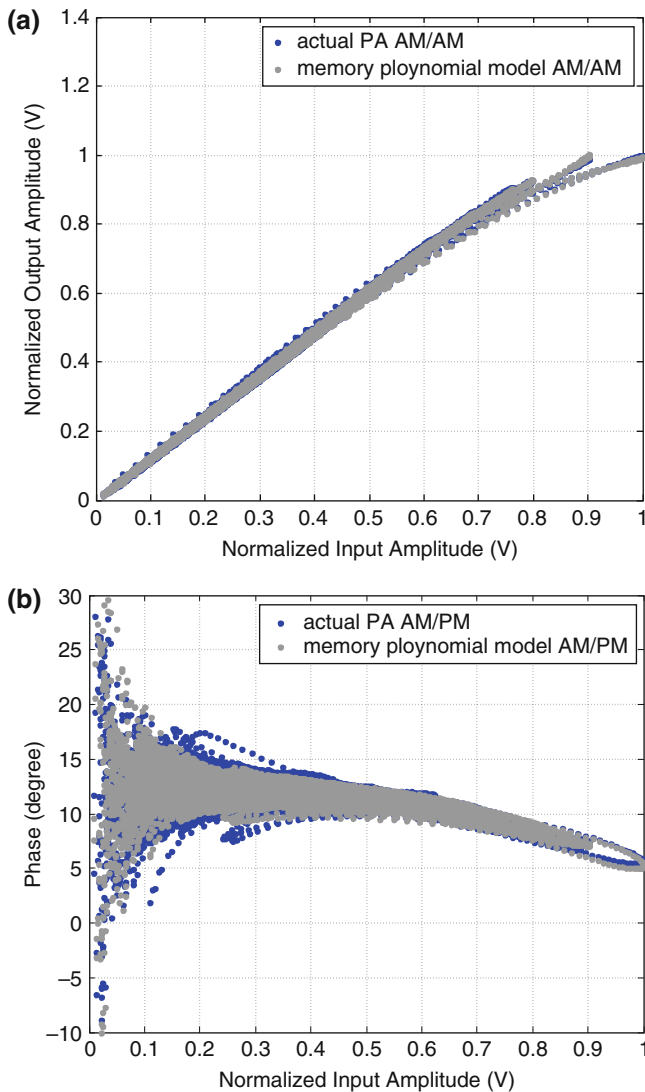 (a)
1.4
1.2
1
0.8
0.6
0.4
0.2
0
Normalized Output Amplitude (V)
actual PA AM/AM
memory ploynomial model AM/AM
0 0.1 0.2 0.3 0.4 0.5 0.6 0.7 0.8 0.9 1
Normalized Input Amplitude (V)
(b)
30
25
20
15
10
5
0
−5
−10
Phase (degree)
actual PA AM/PM
memory ploynomial model AM/PM
0 0.1 0.2 0.3 0.4 0.5 0.6 0.7 0.8 0.9 1
Normalized Input Amplitude (V)